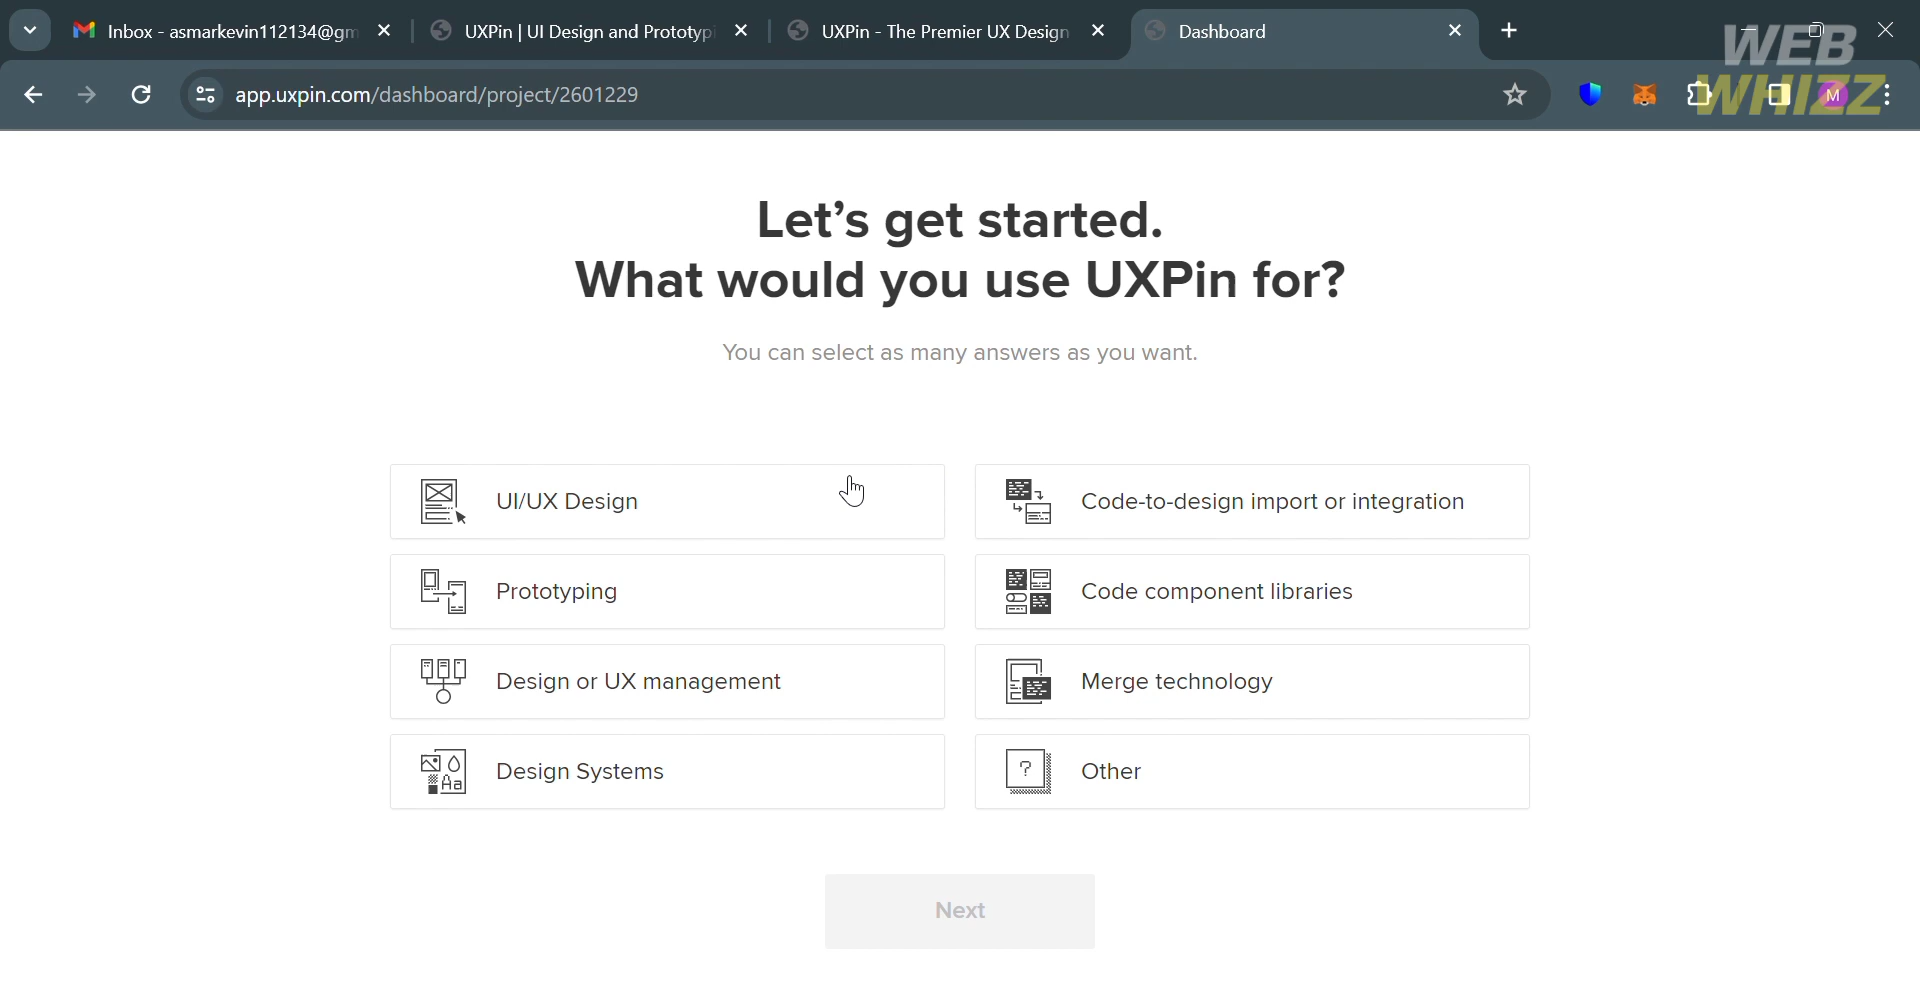 Inbox - asmarkevin112134@gm
UXPin | UI Design and Prototypi
UXPin - The Premier UX Design
Dashboard
WEB
WHIZZ
app.uxpin.com/dashboard/project/2601229
M
Let’s get started.
What would you use UXPin for?
You can select as many answers as you want.
UI/UX Design
Code-to-design import or integration
Prototyping
Code component libraries
Design or UX management
Merge technology
Aa
Design Systems
?
Other
Next